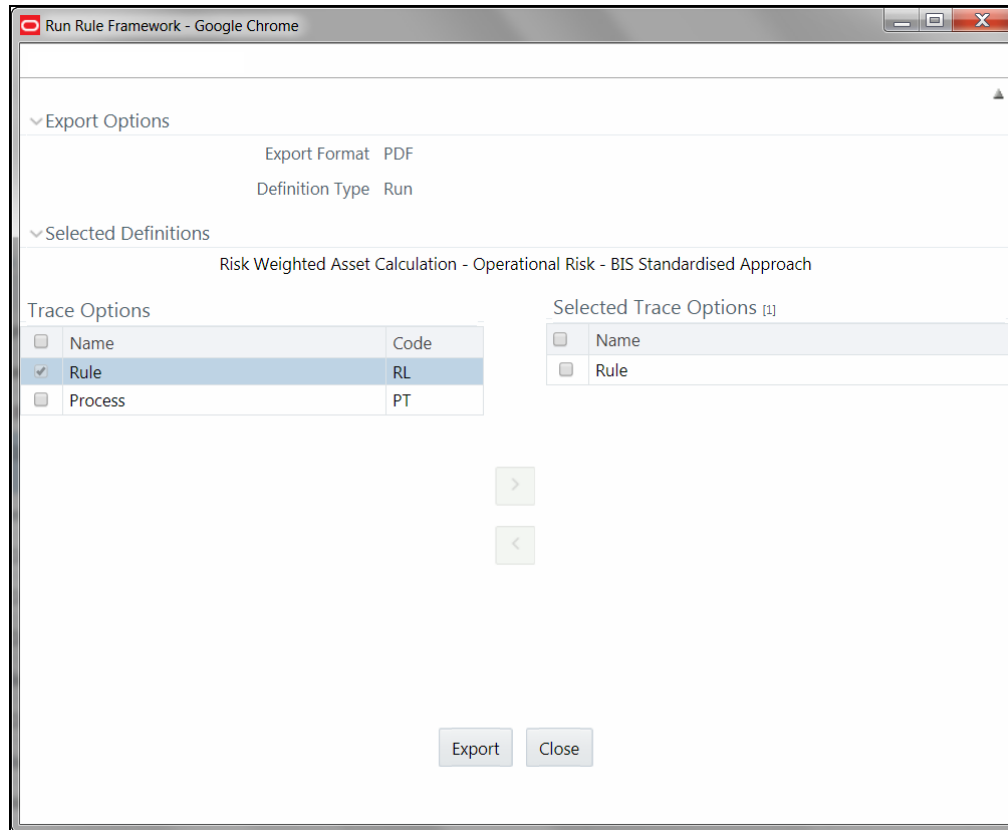 Run Rule Framework - Google Chrome
Export Options
Export Format PDF
Definition Type Run
Selected Definitions
Risk Weighted Asset Calculation - Operational Risk - BIS Standardised Approach
Trace Options
Name Code
Rule RL
Process PT
Selected Trace Options [1]
Name
Rule
Export Close